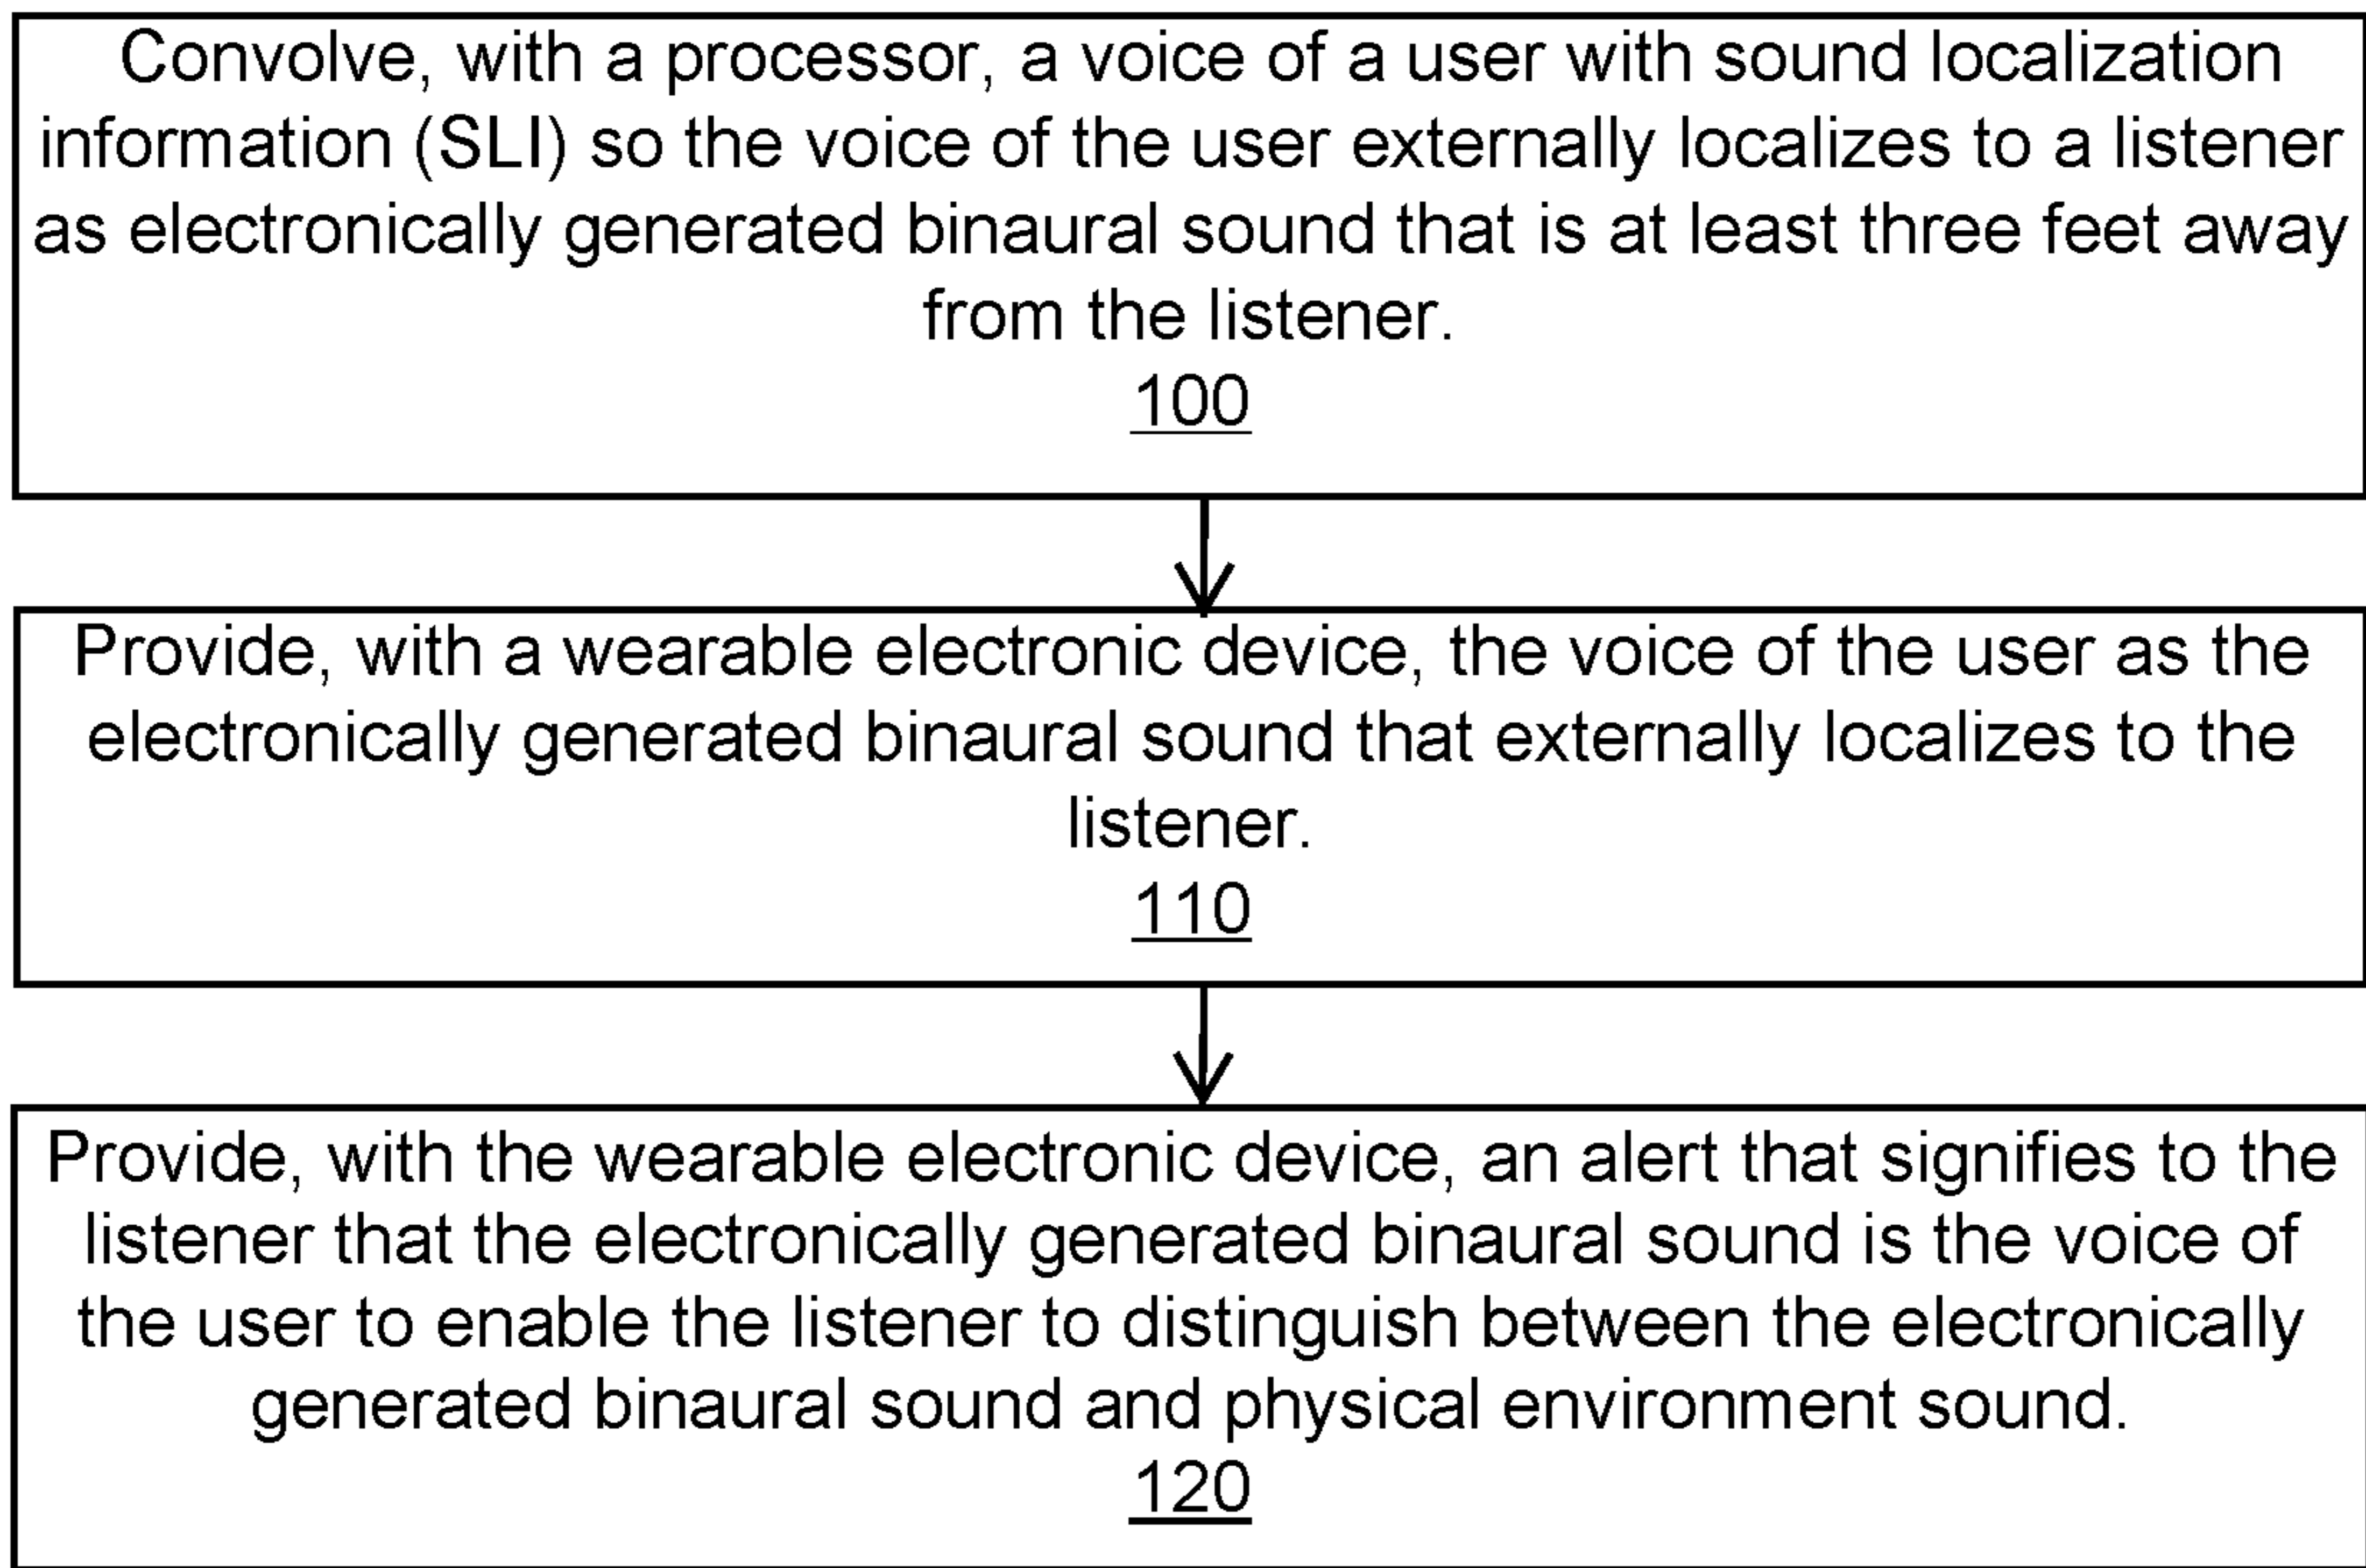 Convolve, with a processor, a voice of a user with sound localization
information (SLI) so the voice of the user externally localizes to a listener
as electronically generated binaural sound that is at least three feet away
from the listener.
100
Provide, with a wearable electronic device, the voice of the user as the
electronically generated binaural sound that externally localizes to the
listener.
110
Provide, with the wearable electronic device, an alert that signifies to the
listener that the electronically generated binaural sound is the voice of
the user to enable the listener to distinguish between the electronically
generated binaural sound and physical environment sound.
120